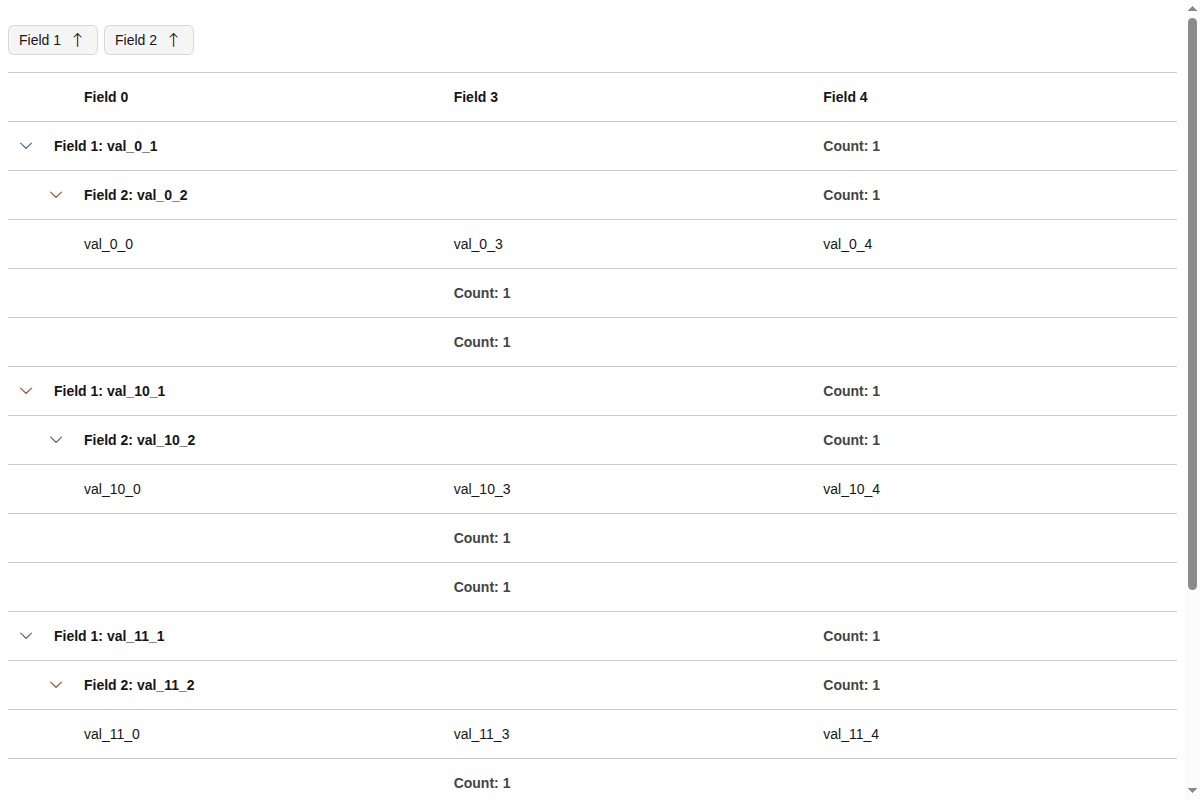 Field 1 Field 2
Field 0 Field 3 Field 4
Field 1: val_0_1 Count: 1
Field 2: val_0_2 Count: 1
val_0_0 val_0_3 val_0_4
Count: 1
Count: 1
Field 1: val_10_1 Count: 1
Field 2: val_10_2 Count: 1
val_10_0 val_10_3 val_10_4
Count: 1
Count: 1
Field 1: val_11_1 Count: 1
Field 2: val_11_2 Count: 1
val_11_0 val_11_3 val_11_4
Count: 1